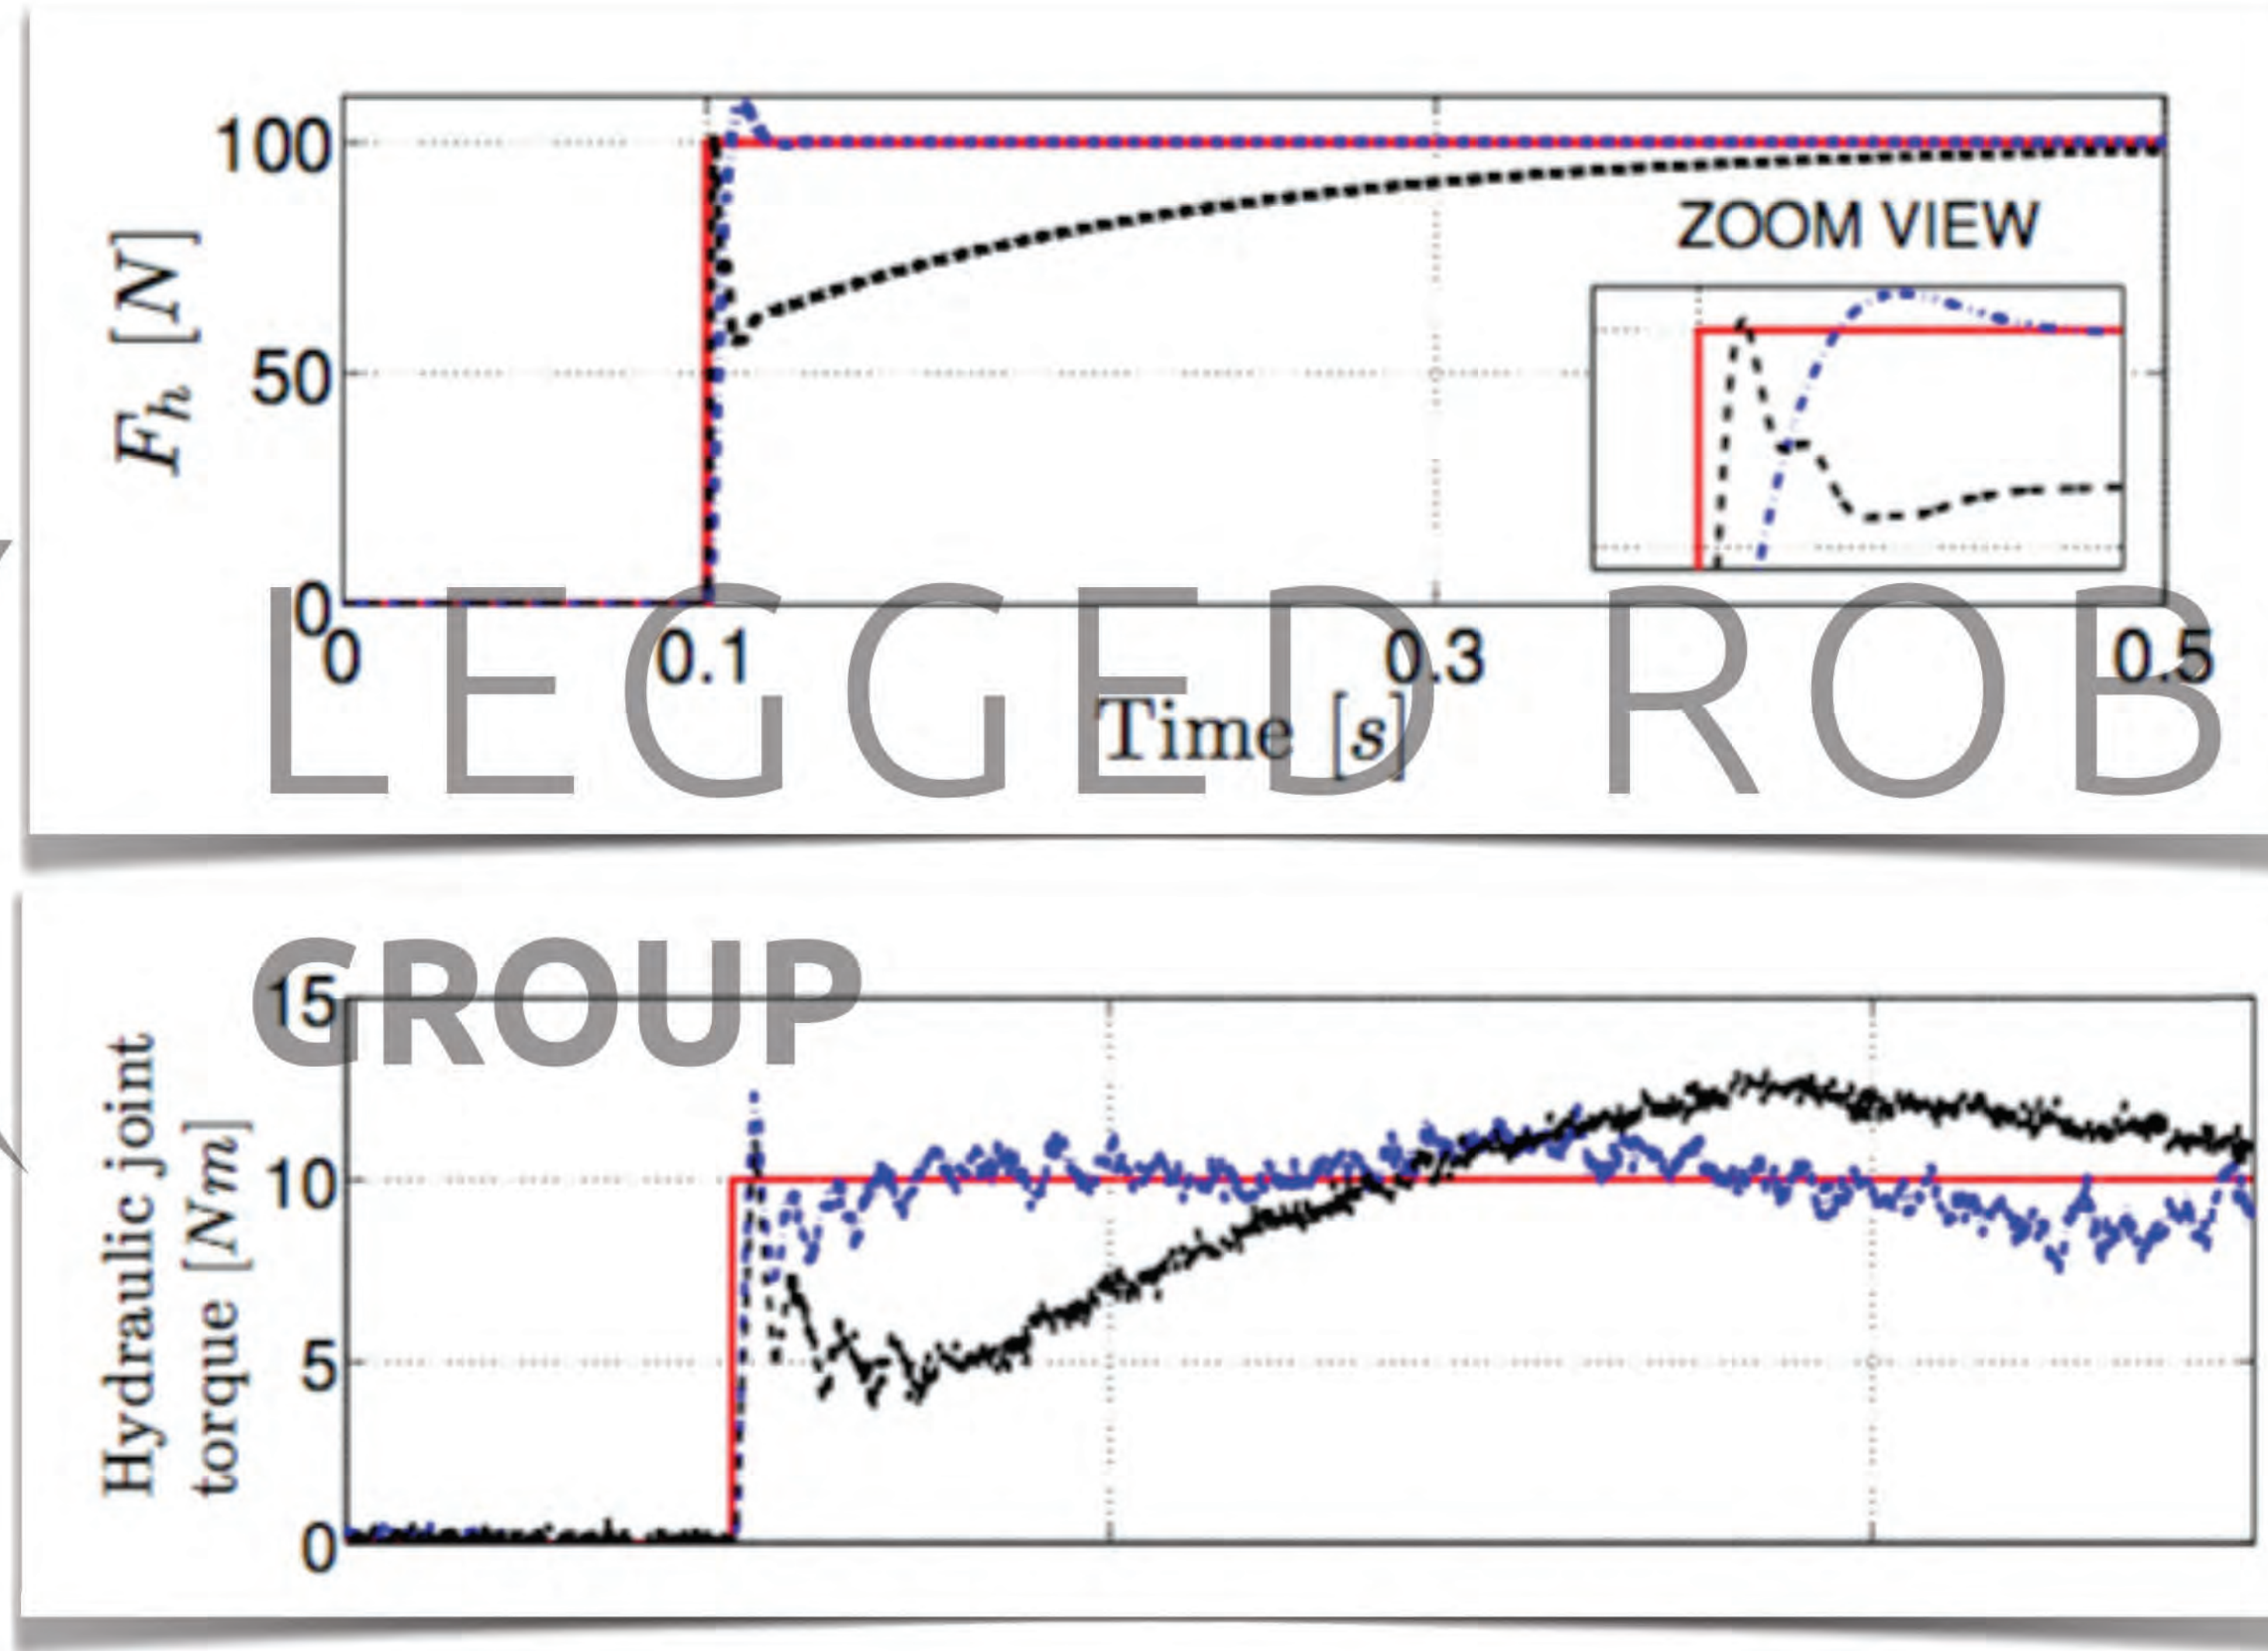 100
50
0
F_h [N]
ZOOM VIEW
0 0.1 0.3 0.5
Time [s]
LEGGED ROB
GROUP
15
10
5
0
Hydraulic joint
torque [Nm]